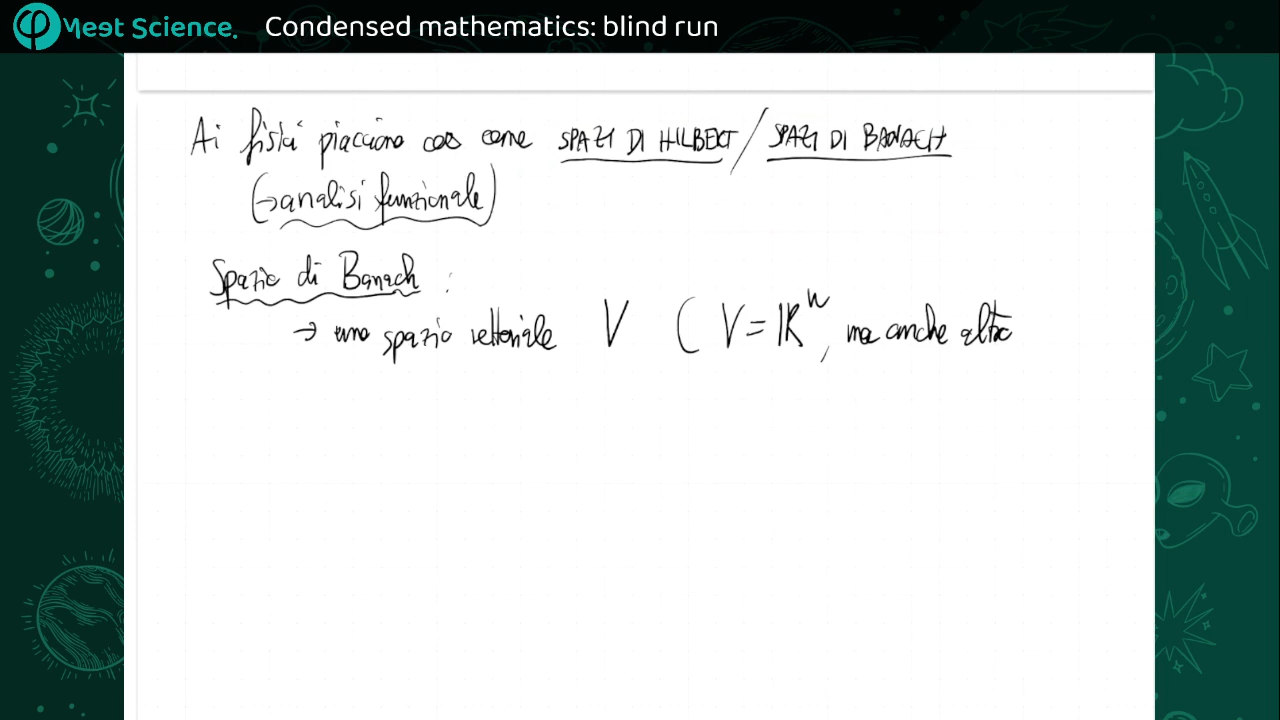 Meet Science.
Condensed mathematics: blind run
Ai fisici piacciono cose come SPAZI DI HILBERT / SPAZI DI BANACH
(→ analisi funzionale)
Spazio di Banach :
→ uno spazio vettoriale V ( V = ℝⁿ, ma anche altro